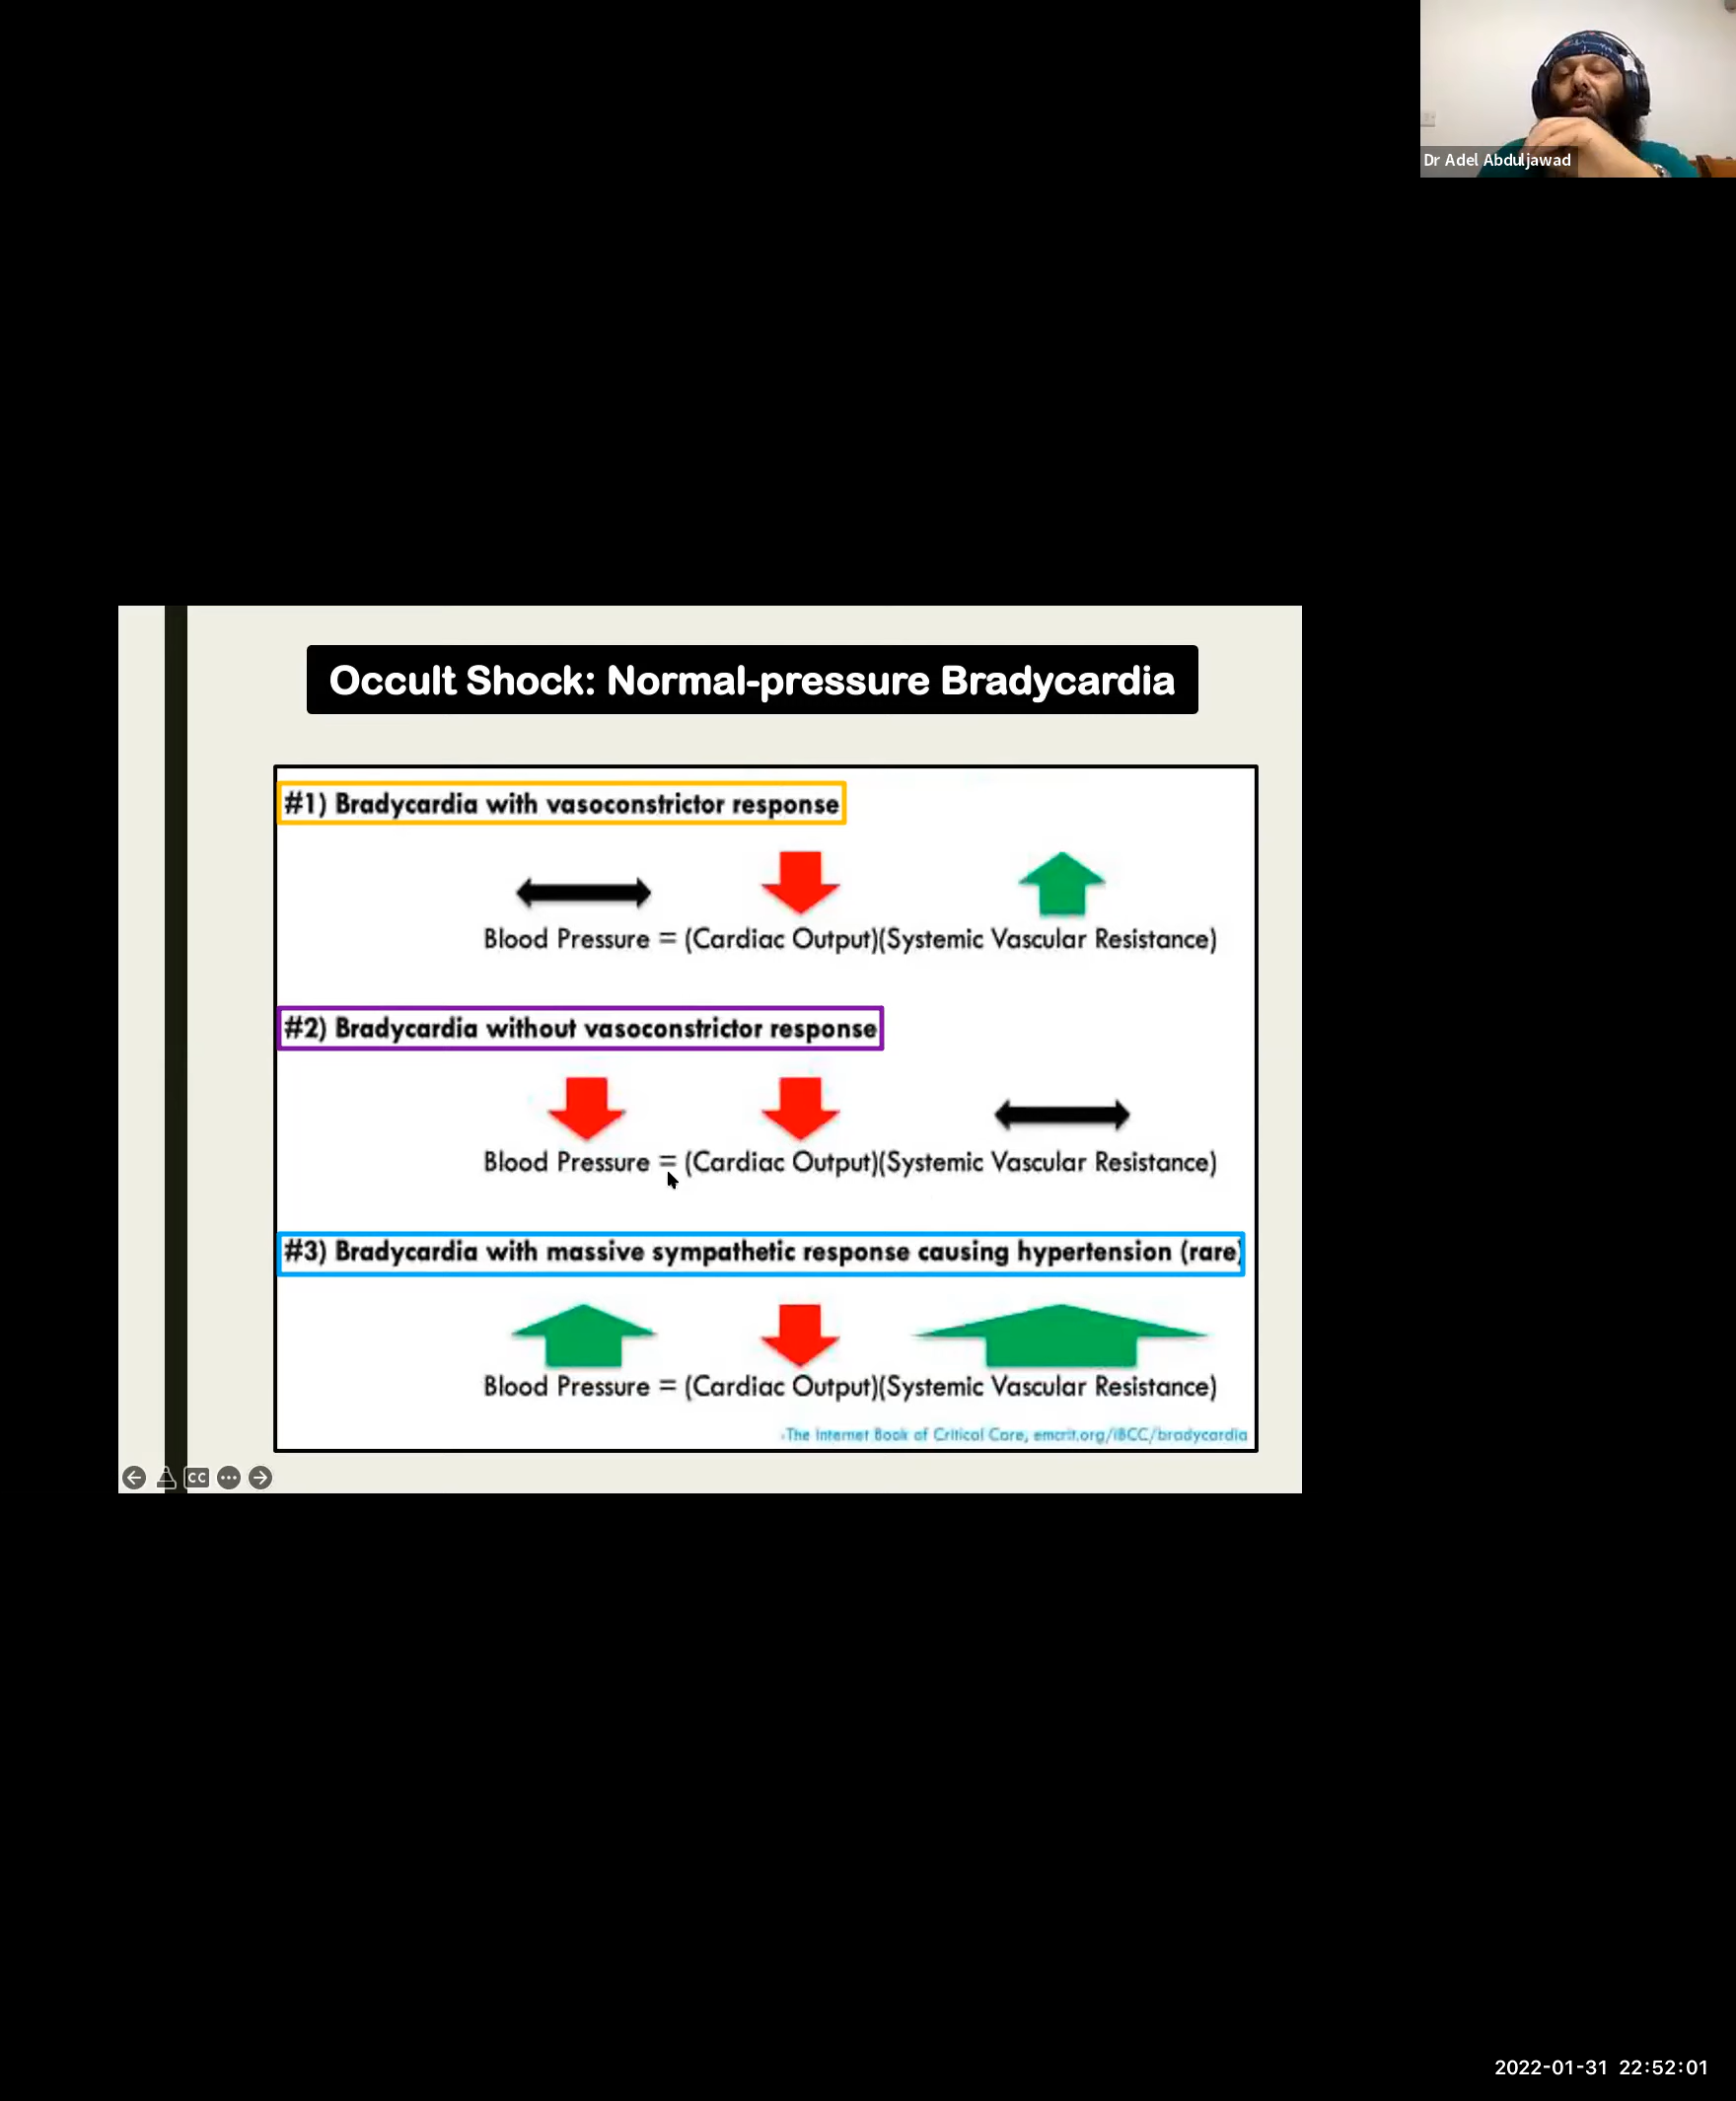 Dr Adel Abduljawad
Occult Shock: Normal-pressure Bradycardia
#1) Bradycardia with vasoconstrictor response
Blood Pressure = (Cardiac Output)(Systemic Vascular Resistance)
#2) Bradycardia without vasoconstrictor response
Blood Pressure = (Cardiac Output)(Systemic Vascular Resistance)
#3) Bradycardia with massive sympathetic response causing hypertension (rare)
Blood Pressure = (Cardiac Output)(Systemic Vascular Resistance)
-The Internet Book of Critical Care, emcrit.org/IBCC/bradycardia
CC
2022-01-31 22:52:01